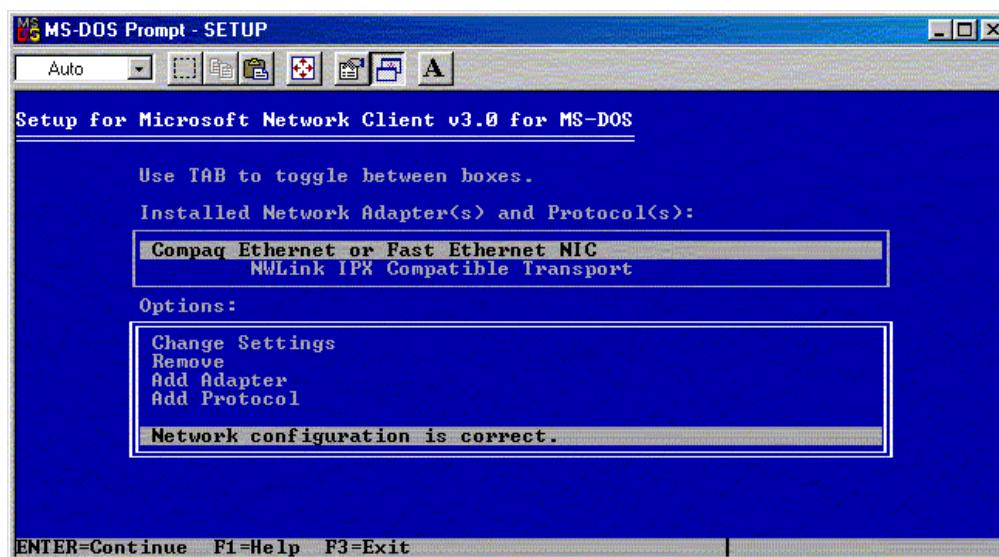 MS-DOS Prompt - SETUP
Auto
A
Setup for Microsoft Network Client v3.0 for MS-DOS
Use TAB to toggle between boxes.
Installed Network Adapter(s) and Protocol(s):
Compaq Ethernet or Fast Ethernet NIC
NWLink IPX Compatible Transport
Options:
Change Settings
Remove
Add Adapter
Add Protocol
Network configuration is correct.
ENTER=Continue  F1=Help  F3=Exit